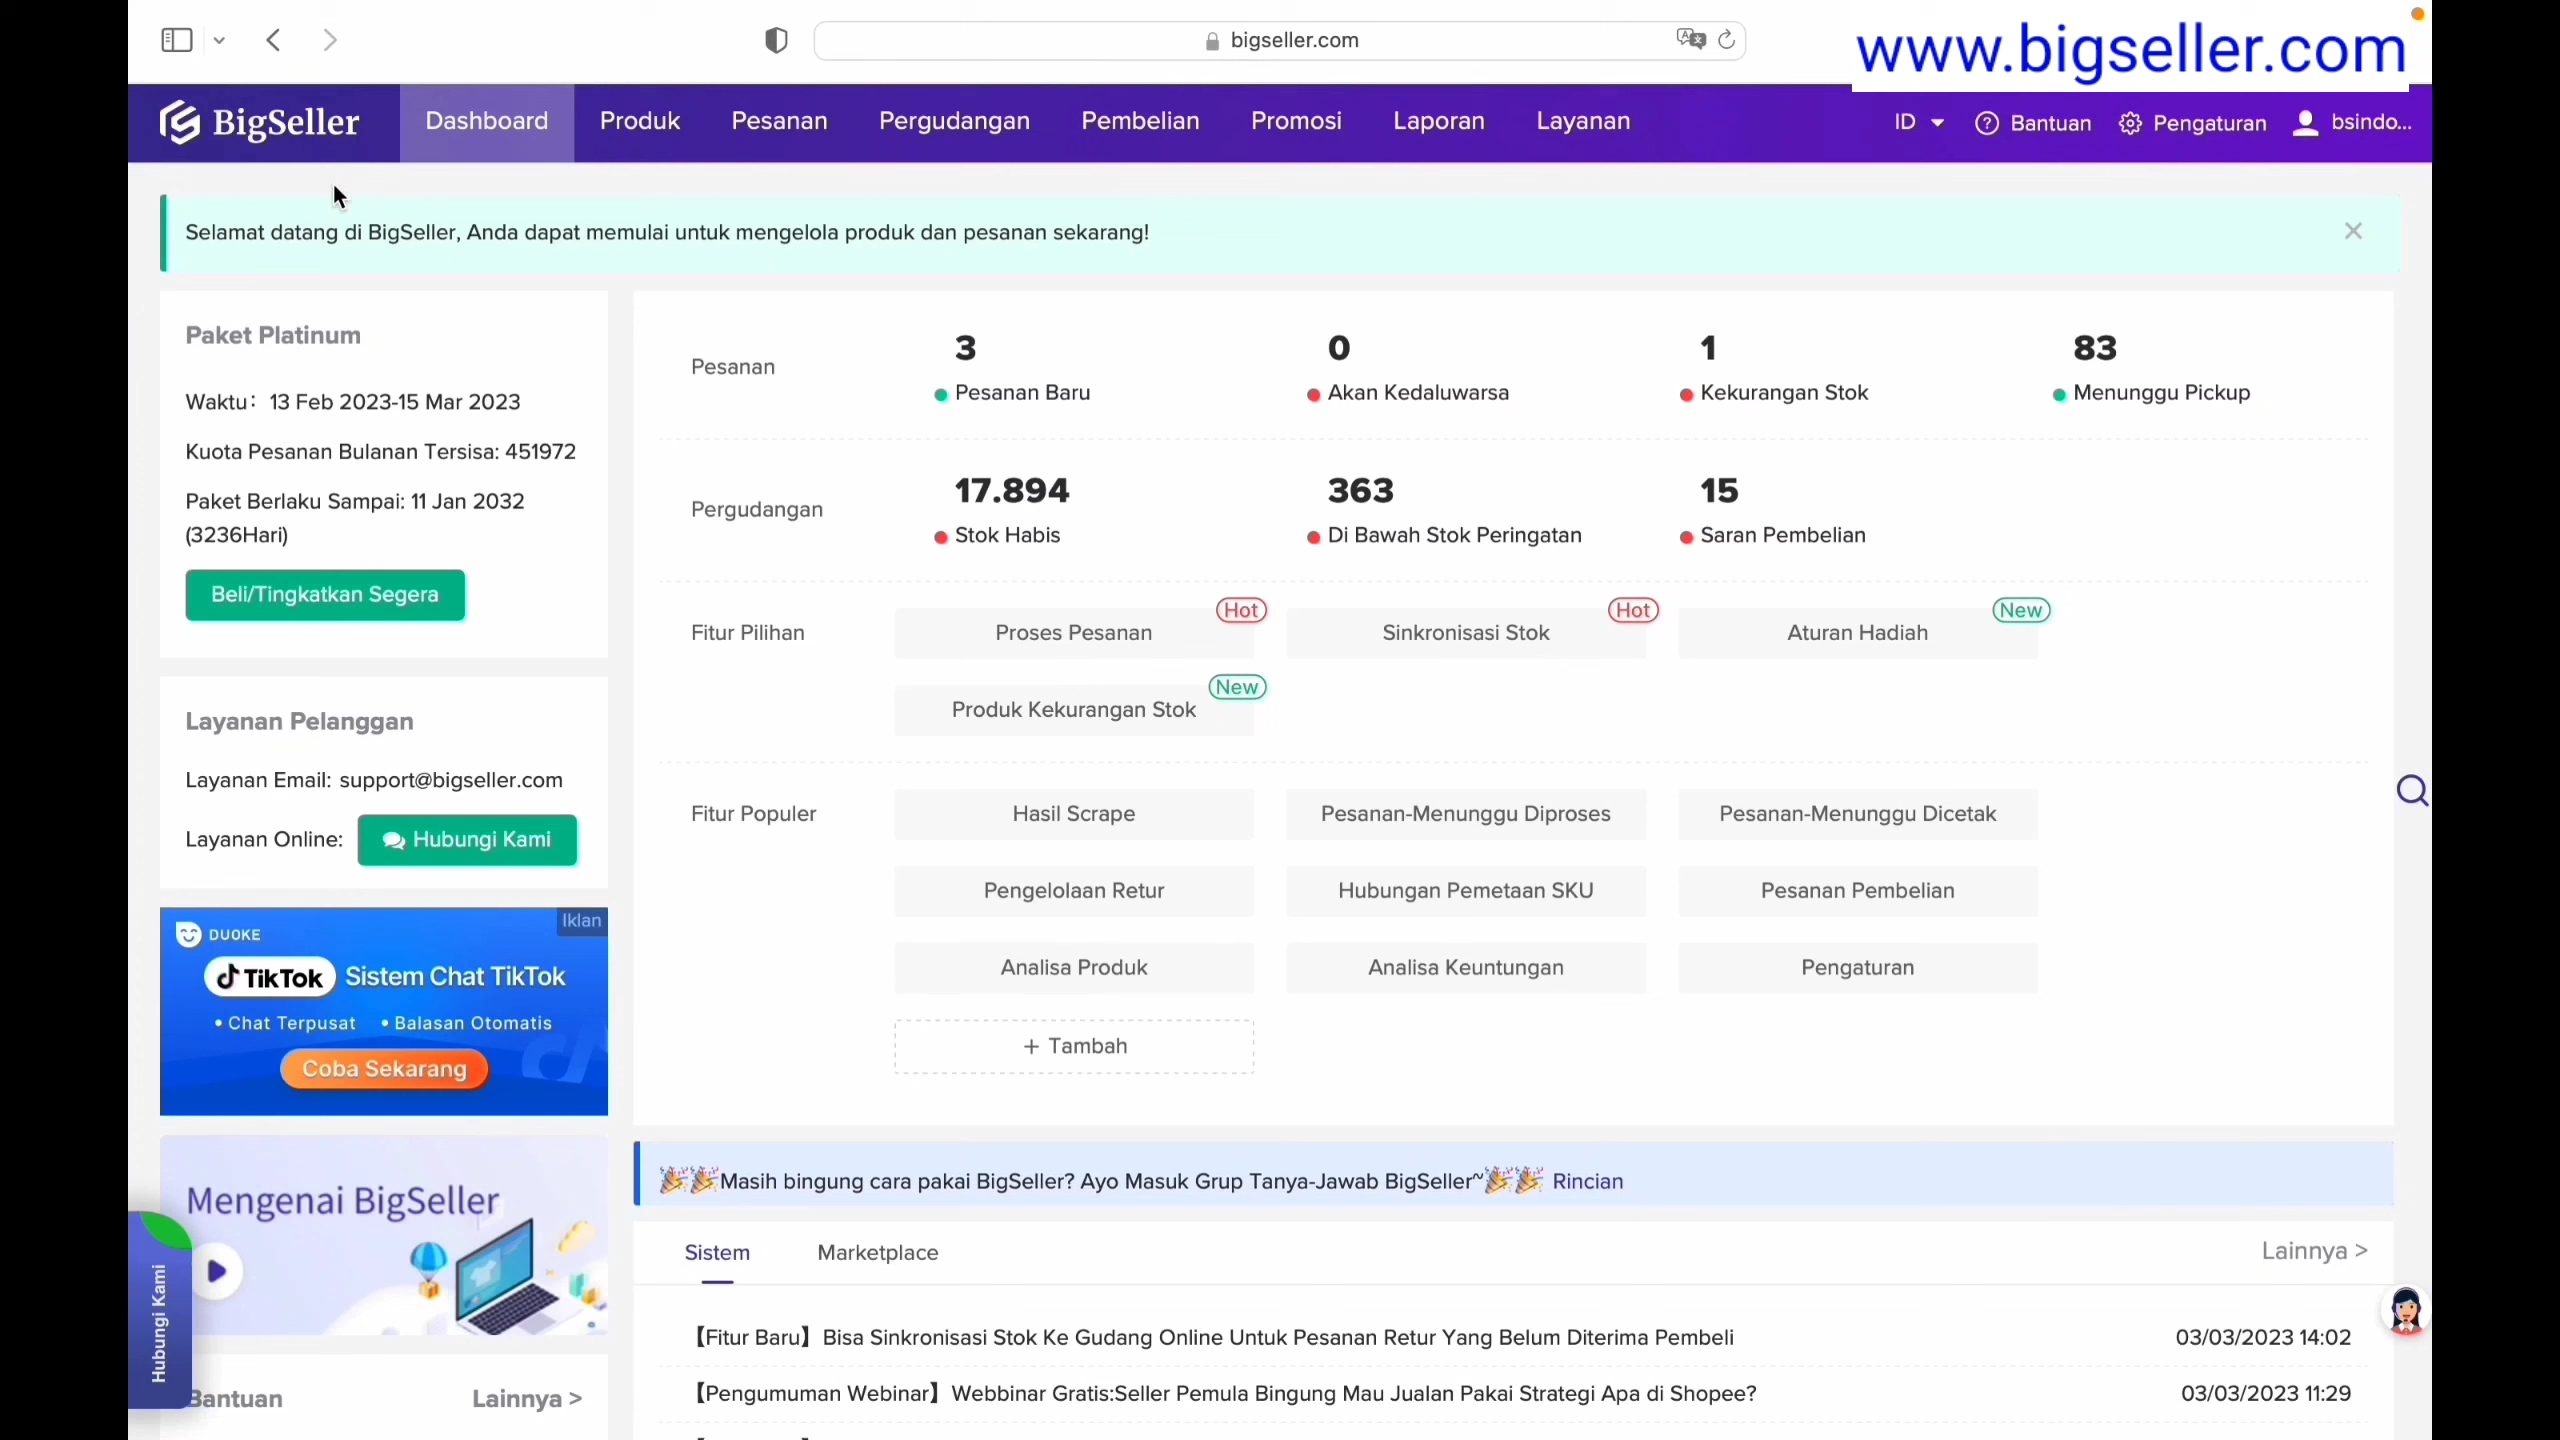 bigseller.com
www.bigseller.com
BigSeller
Dashboard
Produk
Pesanan
Pergudangan
Pembelian
Promosi
Laporan
Layanan
ID
Bantuan
Pengaturan
bsindo...
Selamat datang di BigSeller, Anda dapat memulai untuk mengelola produk dan pesanan sekarang!
Paket Platinum
Waktu：13 Feb 2023-15 Mar 2023
Kuota Pesanan Bulanan Tersisa: 451972
Paket Berlaku Sampai: 11 Jan 2032
(3236Hari)
Beli/Tingkatkan Segera
Layanan Pelanggan
Layanan Email: support@bigseller.com
Layanan Online:
Hubungi Kami
Iklan
DUOKE
TikTok Sistem Chat TikTok
• Chat Terpusat • Balasan Otomatis
Coba Sekarang
Mengenai BigSeller
Hubungi Kami
Bantuan
Lainnya >
Pesanan
3
Pesanan Baru
0
Akan Kedaluwarsa
1
Kekurangan Stok
83
Menunggu Pickup
Pergudangan
17.894
Stok Habis
363
Di Bawah Stok Peringatan
15
Saran Pembelian
Fitur Pilihan
Proses Pesanan
Hot
Sinkronisasi Stok
Hot
Aturan Hadiah
New
Produk Kekurangan Stok
New
Fitur Populer
Hasil Scrape
Pesanan-Menunggu Diproses
Pesanan-Menunggu Dicetak
Pengelolaan Retur
Hubungan Pemetaan SKU
Pesanan Pembelian
Analisa Produk
Analisa Keuntungan
Pengaturan
+ Tambah
🎉🎉Masih bingung cara pakai BigSeller? Ayo Masuk Grup Tanya-Jawab BigSeller~🎉🎉 Rincian
Sistem
Marketplace
Lainnya >
【Fitur Baru】Bisa Sinkronisasi Stok Ke Gudang Online Untuk Pesanan Retur Yang Belum Diterima Pembeli
03/03/2023 14:02
【Pengumuman Webinar】Webbinar Gratis:Seller Pemula Bingung Mau Jualan Pakai Strategi Apa di Shopee?
03/03/2023 11:29